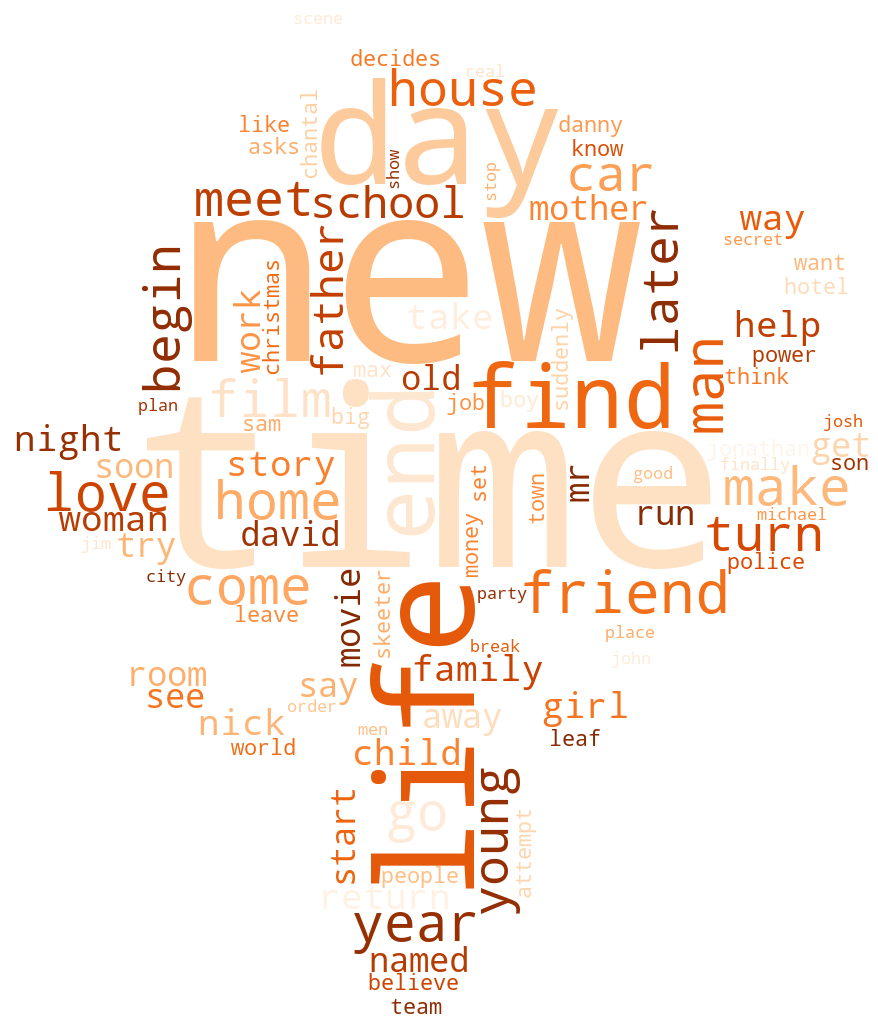 scene
decides
real
house
day
chantal
like
danny
asks
know
show
stop
car
meet
school
mother
way
secret
new
begin
father
later
want
hotel
work
christmas
take
help
suddenly
power
max
old
find
man
think
film
end
job
boy
plan
big
sam
josh
night
time
jonathan
get
soon
story
good
finally
son
love
home
set
town
mr
make
woman
david
money
run
michael
jim
try
turn
police
city
come
movie
skeeter
life
party
friend
leave
place
break
john
room
say
family
see
order
nick
away
girl
world
men
leaf
child
start
go
young
attempt
people
return
year
named
believe
team